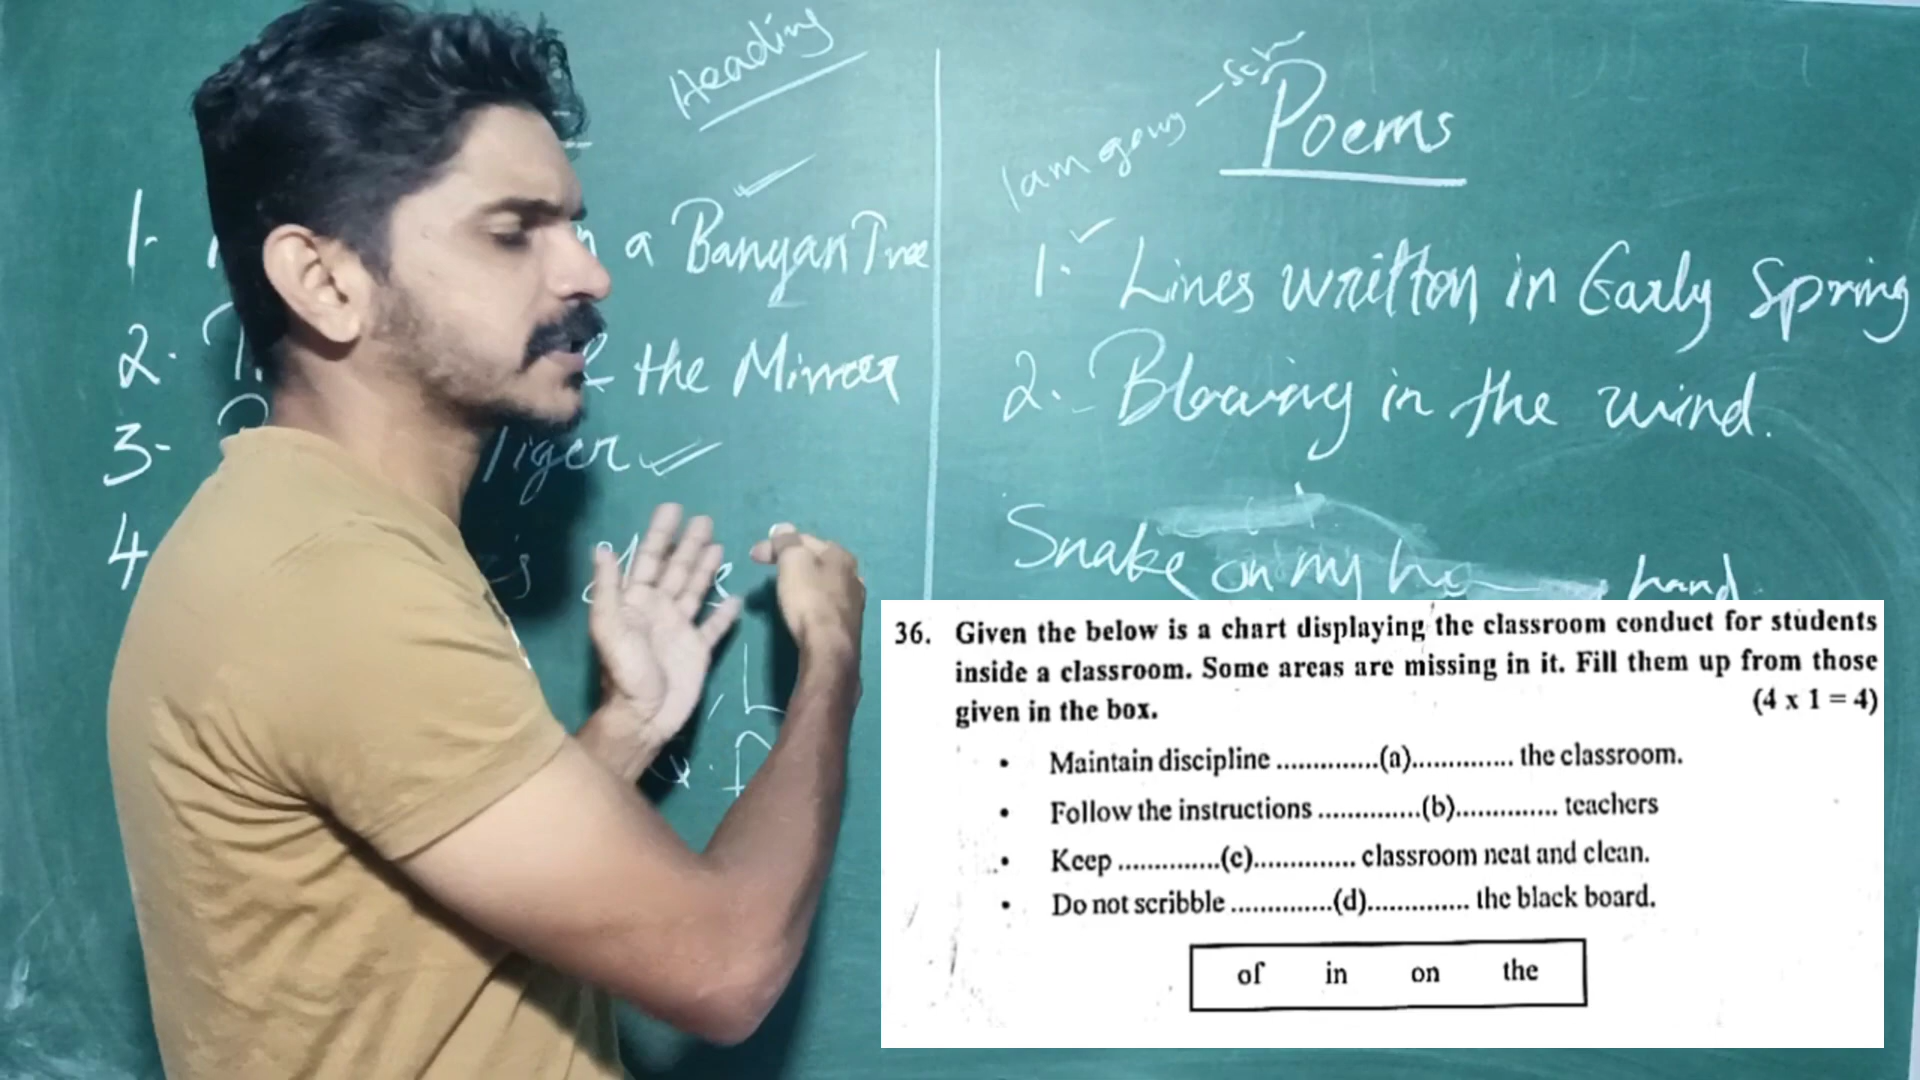 Heading
I am going - Scr
Poems
1- a Banyan Tree
2. the Mirror
3- Tiger
4
1. Lines written in Early Spring
2. Blowing in the wind.
Snake on my hand
36. Given the below is a chart displaying the classroom conduct for students
inside a classroom. Some areas are missing in it. Fill them up from those
given in the box. (4 x 1 = 4)
• Maintain discipline ..............(a).............. the classroom.
• Follow the instructions ..............(b).............. teachers
• Keep ..............(c).............. classroom neat and clean.
• Do not scribble ..............(d).............. the black board.
of in on the